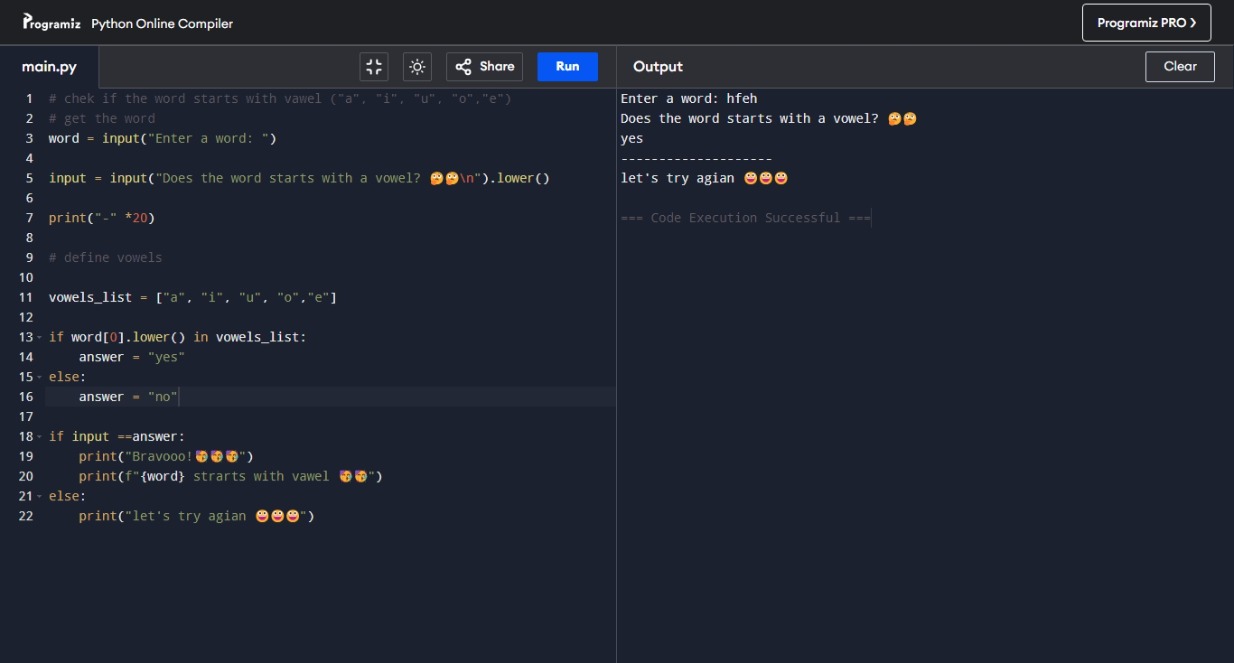 Programiz Python Online Compiler
Programiz PRO >
main.py
Share
Run
Output
Clear
1 # chek if the word starts with vawel ("a", "i", "u", "o","e")
2 # get the word
3 word = input("Enter a word: ")
4
5 input = input("Does the word starts with a vowel? 🤔🤔\n").lower()
6
7 print("-" *20)
8
9 # define vowels
10
11 vowels_list = ["a", "i", "u", "o","e"]
12
13 if word[0].lower() in vowels_list:
14     answer = "yes"
15 else:
16     answer = "no"
17
18 if input ==answer:
19     print("Bravooo!🥳🥳🥳")
20     print(f"{word} strarts with vawel 🥳🥳")
21 else:
22     print("let's try agian 😀😀😀")
Enter a word: hfeh
Does the word starts with a vowel? 🤔🤔
yes
--------------------
let's try agian 😀😀😀
=== Code Execution Successful ===